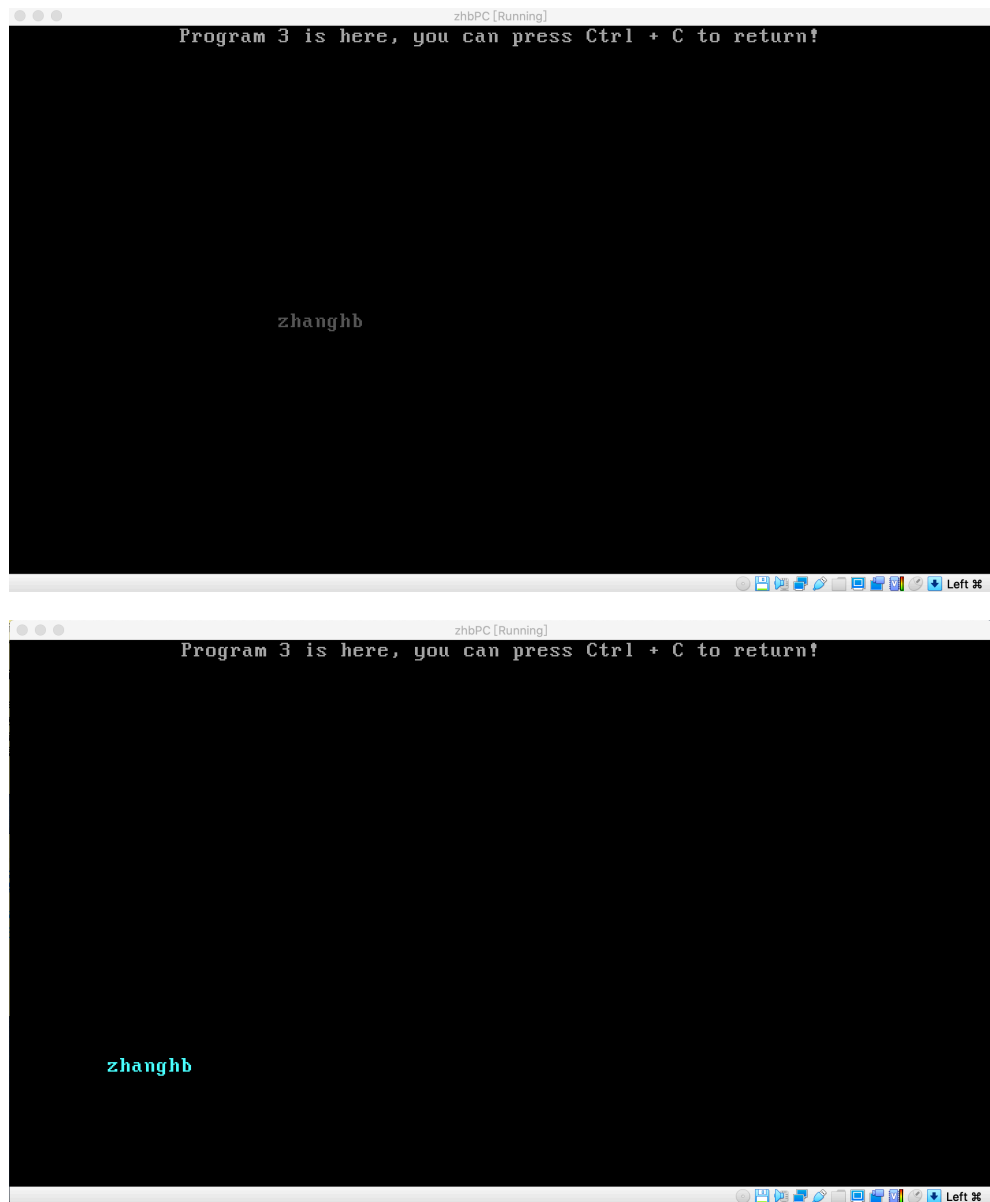 zhbPC [Running]
Program 3 is here, you can press Ctrl + C to return!
zhanghb
Left ⌘
zhbPC [Running]
Program 3 is here, you can press Ctrl + C to return!
zhanghb
Left ⌘